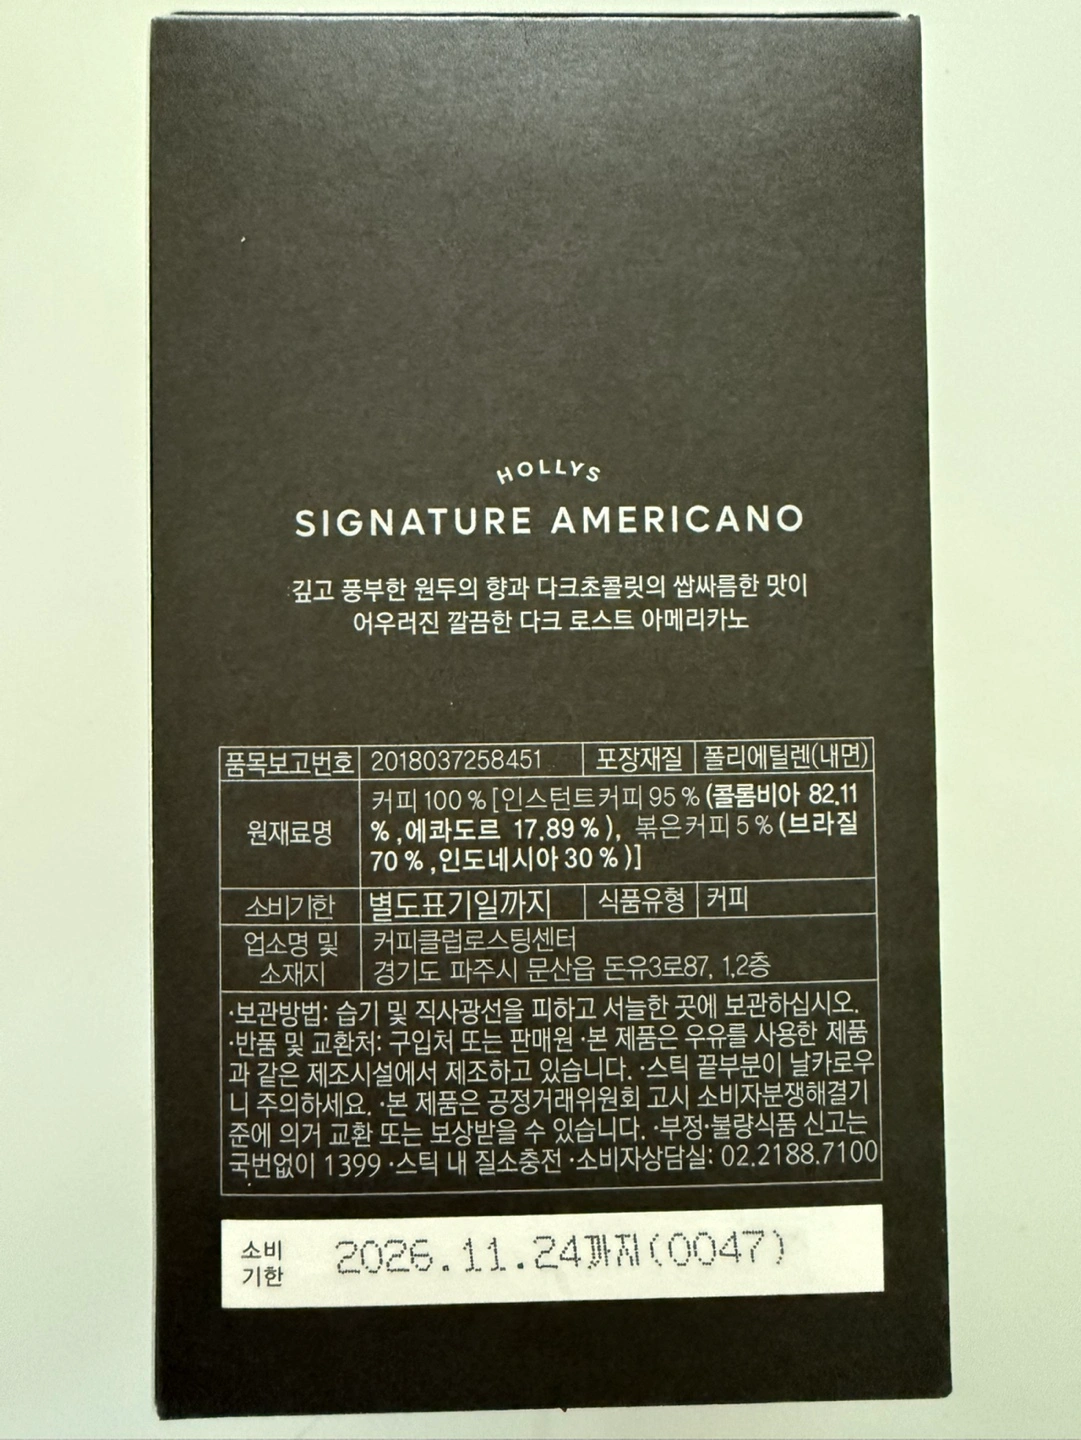 HOLLYS
SIGNATURE AMERICANO
깊고 풍부한 원두의 향과 다크초콜릿의 쌉싸름한 맛이
어우러진 깔끔한 다크 로스트 아메리카노
품목보고번호 2018037258451 포장재질 폴리에틸렌(내면)
원재료명 커피 100 % [인스턴트커피 95 % (콜롬비아 82.11
% ,에콰도르 17.89 % ), 볶은커피 5 % (브라질
70 % ,인도네시아 30 % )]
소비기한 별도표기일까지 식품유형 커피
업소명 및 커피클럽로스팅센터
소재지 경기도 파주시 문산읍 돈유3로87, 1,2층
·보관방법: 습기 및 직사광선을 피하고 서늘한 곳에 보관하십시오.
·반품 및 교환처: 구입처 또는 판매원 ·본 제품은 우유를 사용한 제품
과 같은 제조시설에서 제조하고 있습니다. ·스틱 끝부분이 날카로우
니 주의하세요. ·본 제품은 공정거래위원회 고시 소비자분쟁해결기
준에 의거 교환 또는 보상받을 수 있습니다. ·부정·불량식품 신고는
국번없이 1399 ·스틱 내 질소충전 ·소비자상담실: 02.2188.7100
소비
기한 2026.11.24까지(0047)